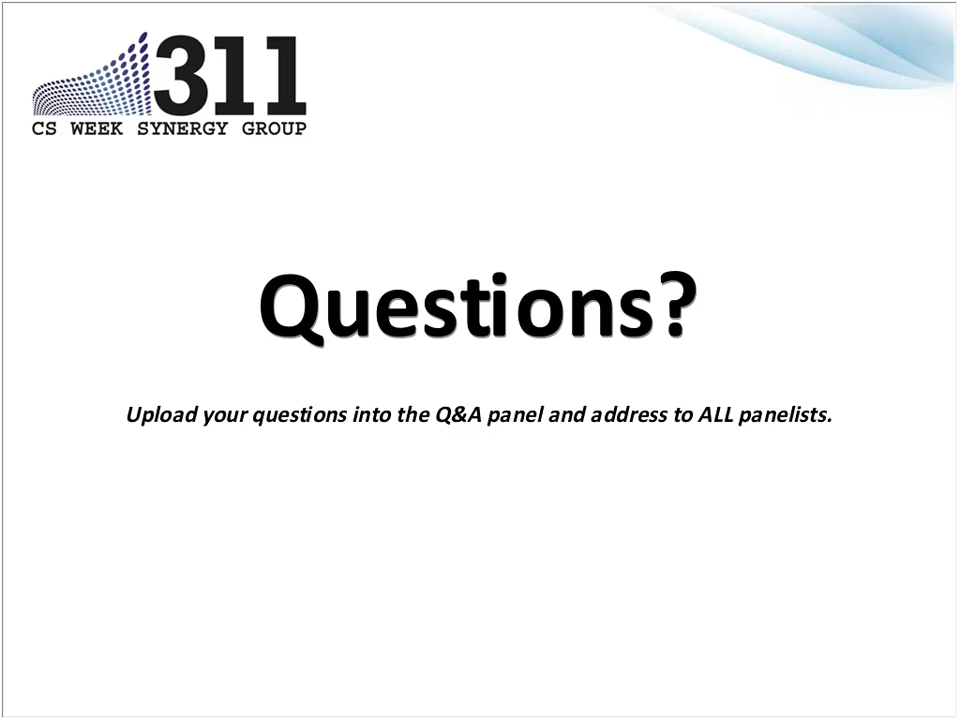 311
CS WEEK SYNERGY GROUP
Questions?
Upload your questions into the Q&A panel and address to ALL panelists.